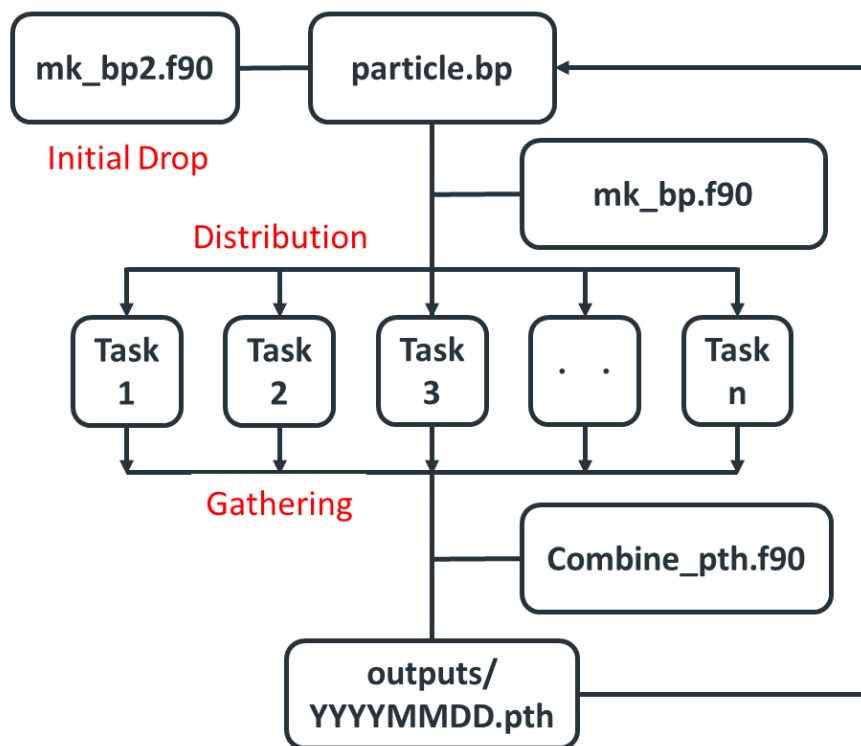 mk_bp2.f90
particle.bp
Initial Drop
mk_bp.f90
Distribution
Task
1
Task
2
Task
3
. .
Task
n
Gathering
Combine_pth.f90
outputs/
YYYYMMDD.pth